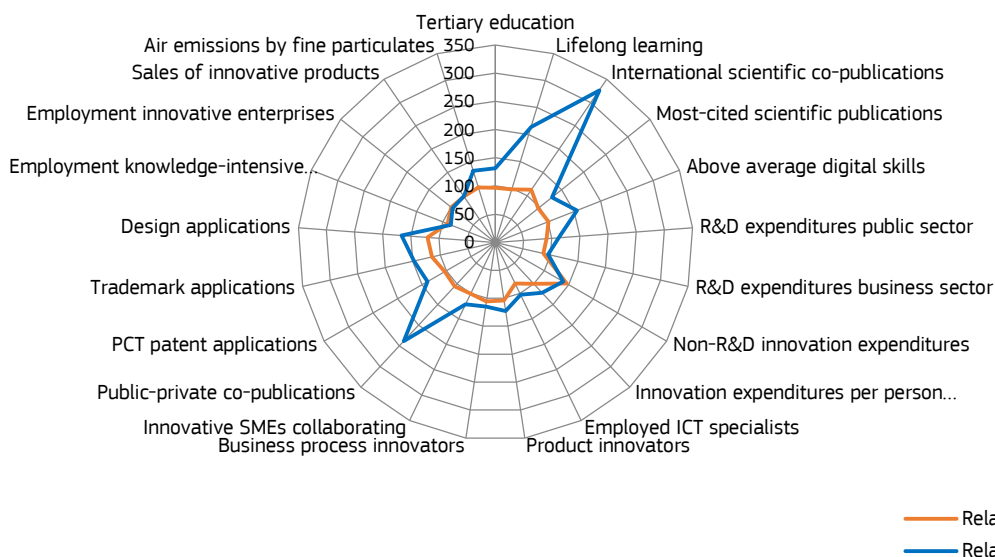 Tertiary education
Lifelong learning
International scientific co-publications
Most-cited scientific publications
Above average digital skills
R&D expenditures public sector
R&D expenditures business sector
Non-R&D innovation expenditures
Innovation expenditures per person...
Employed ICT specialists
Product innovators
Business process innovators
Innovative SMEs collaborating
Public-private co-publications
PCT patent applications
Trademark applications
Design applications
Employment knowledge-intensive...
Employment innovative enterprises
Sales of innovative products
Air emissions by fine particulates
350
300
250
200
150
100
50
0
Rela
Rela